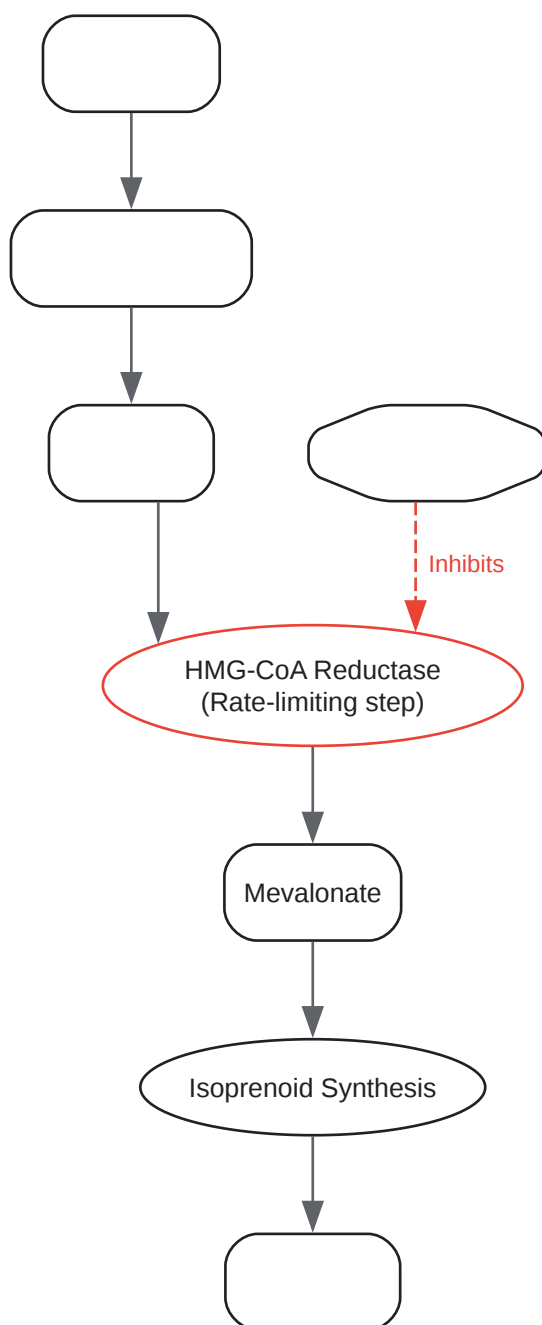 Inhibits
HMG-CoA Reductase
(Rate-limiting step)
Mevalonate
Isoprenoid Synthesis